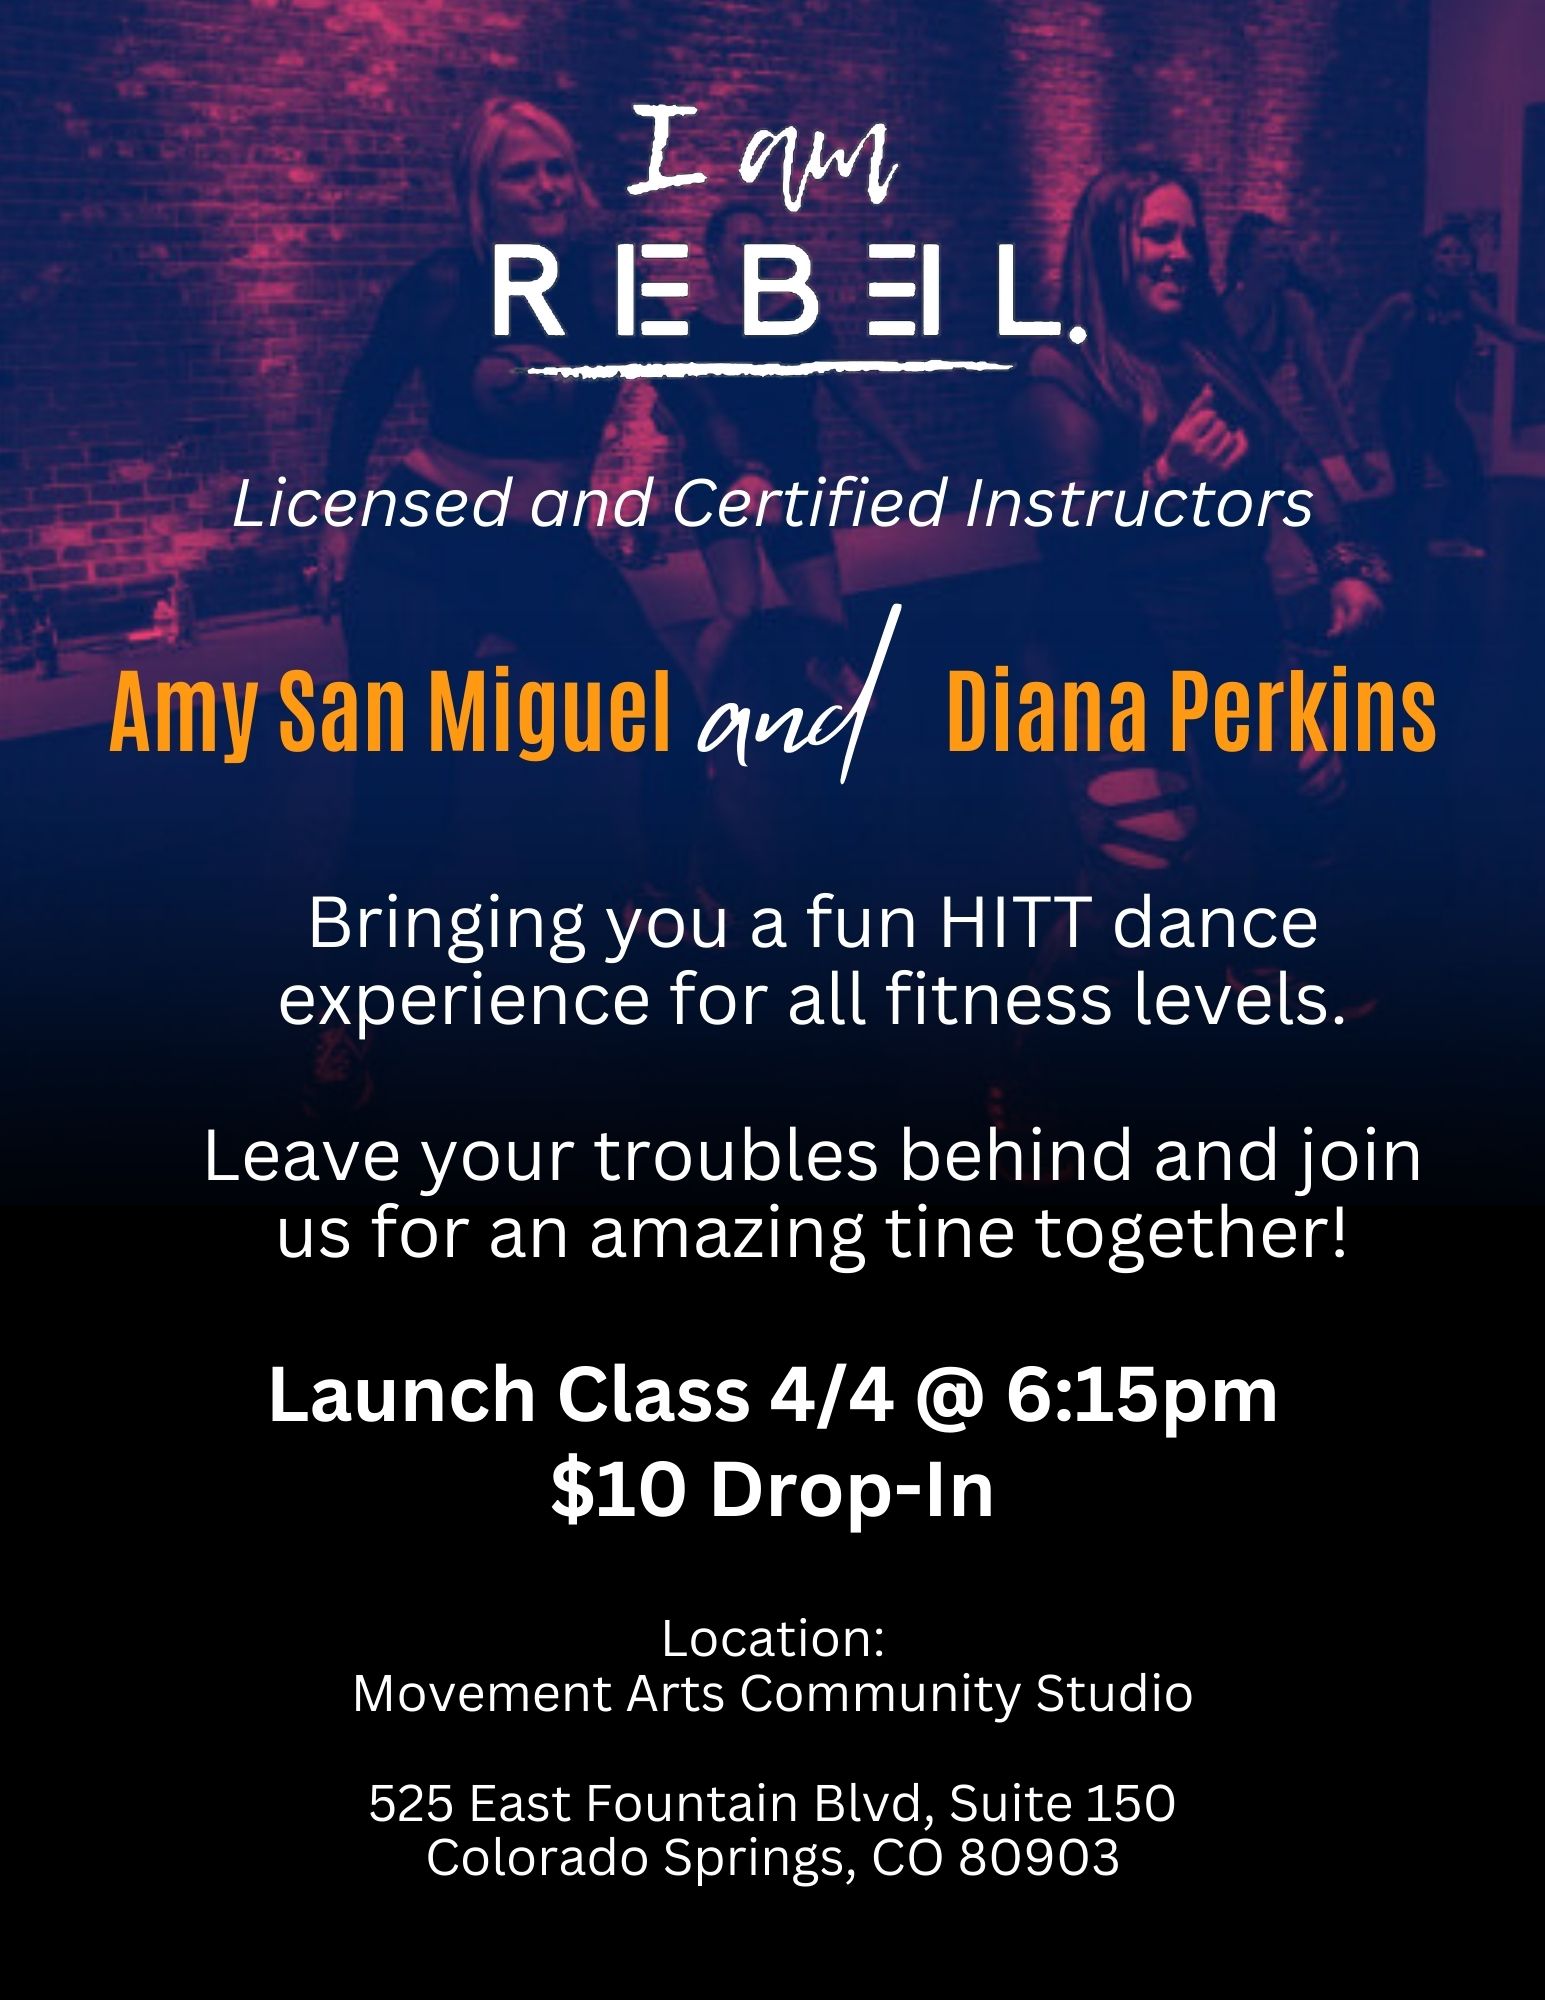 I am
REBEL.
Licensed and Certified Instructors
Amy San Miguel and Diana Perkins
Bringing you a fun HITT dance
experience for all fitness levels.
Leave your troubles behind and join
us for an amazing tine together!
Launch Class 4/4 @ 6:15pm
$10 Drop-In
Location:
Movement Arts Community Studio
525 East Fountain Blvd, Suite 150
Colorado Springs, CO 80903